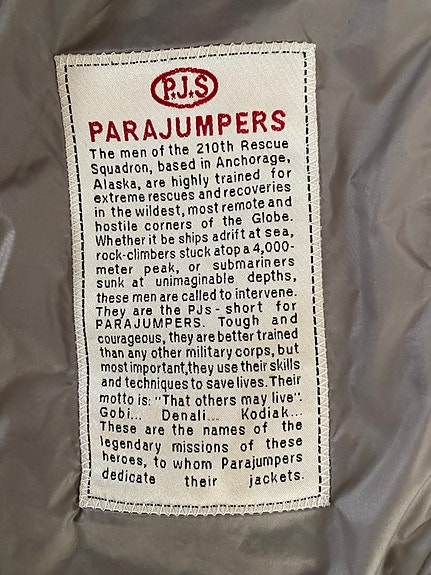 P.J.S
PARAJUMPERS
The men of the 210th Rescue
Squadron, based in Anchorage,
Alaska, are highly trained for
extreme rescues and recoveries
in the wildest, most remote and
hostile corners of the Globe.
Whether it be ships adrift at sea,
rock-climbers stuck atop a 4,000-
meter peak, or submariners
sunk at unimaginable depths,
these men are called to intervene.
They are the PJs - short for
PARAJUMPERS. Tough and
courageous, they are better trained
than any other military corps, but
most important, they use their skills
and techniques to save lives. Their
motto is: "That others may live".
Gobi... Denali... Kodiak...
These are the names of the
legendary missions of these
heroes, to whom Parajumpers
dedicate their jackets.